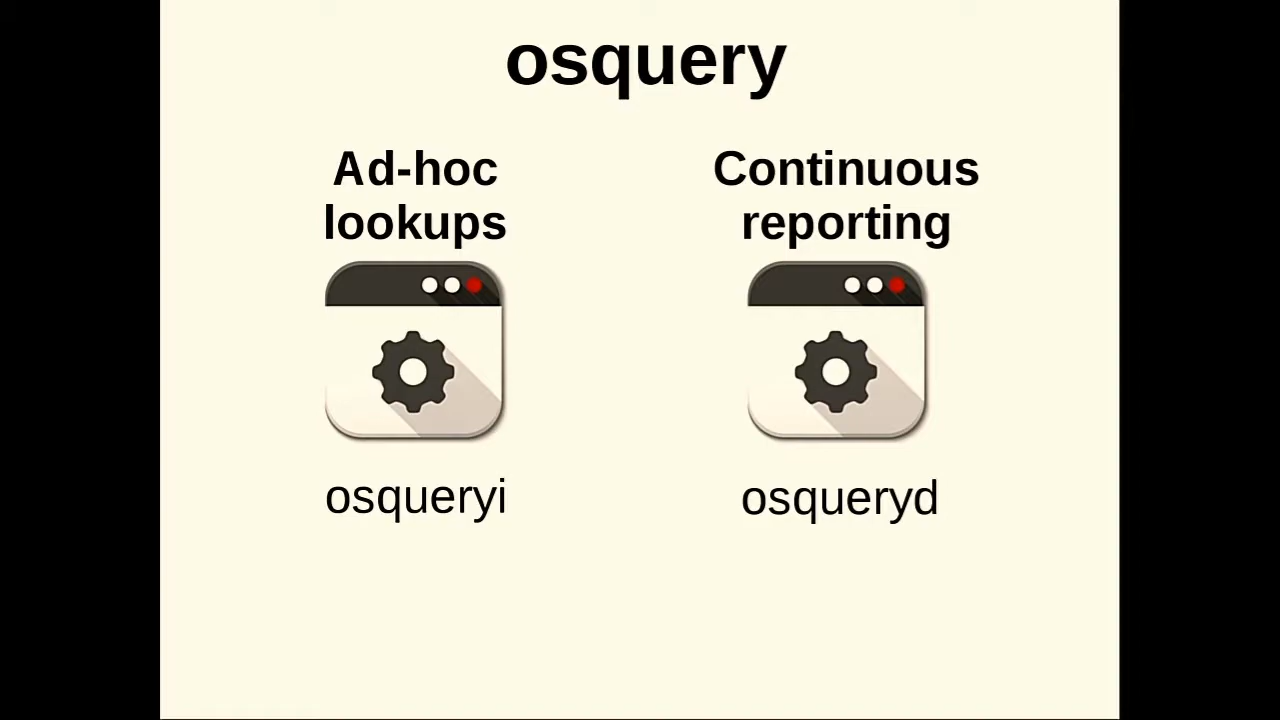 osquery
Ad-hoc
lookups
Continuous
reporting
osqueryi
osqueryd